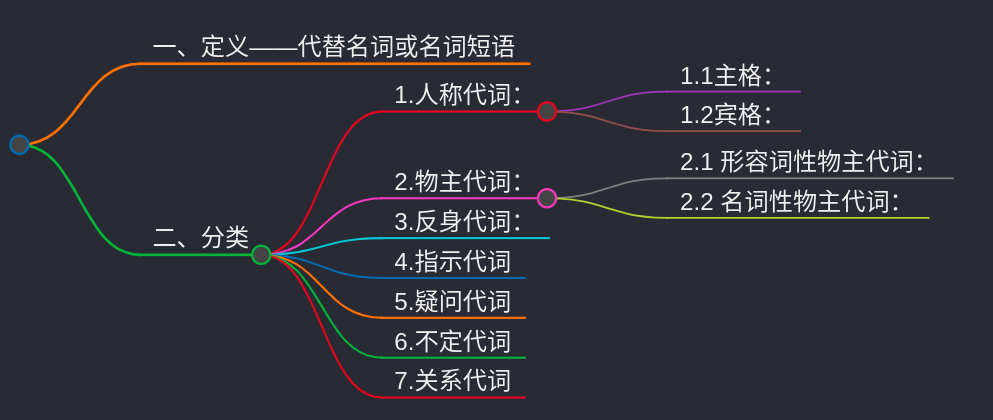 一、定义——代替名词或名词短语
二、分类
1.人称代词：
1.1主格：
1.2宾格：
2.物主代词：
2.1 形容词性物主代词：
2.2 名词性物主代词：
3.反身代词：
4.指示代词
5.疑问代词
6.不定代词
7.关系代词